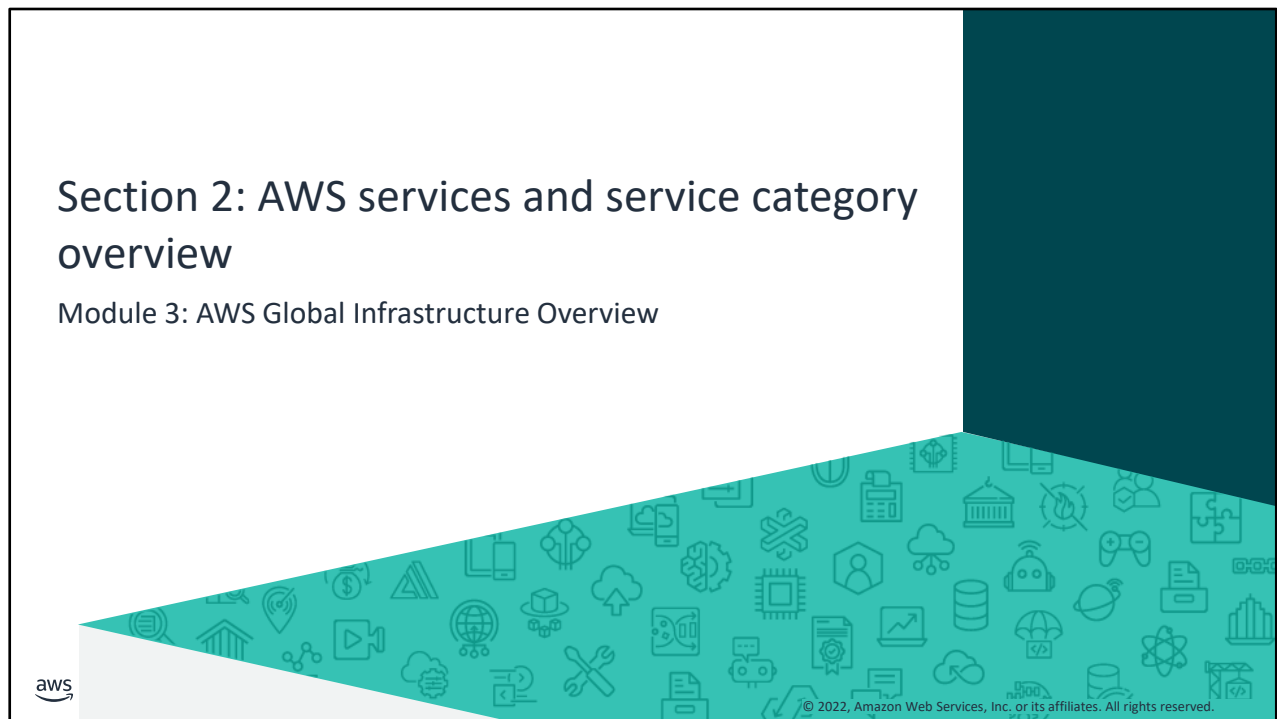 Section 2: AWS services and service category
overview
Module 3: AWS Global Infrastructure Overview
aws
© 2022, Amazon Web Services, Inc. or its affiliates. All rights reserved.